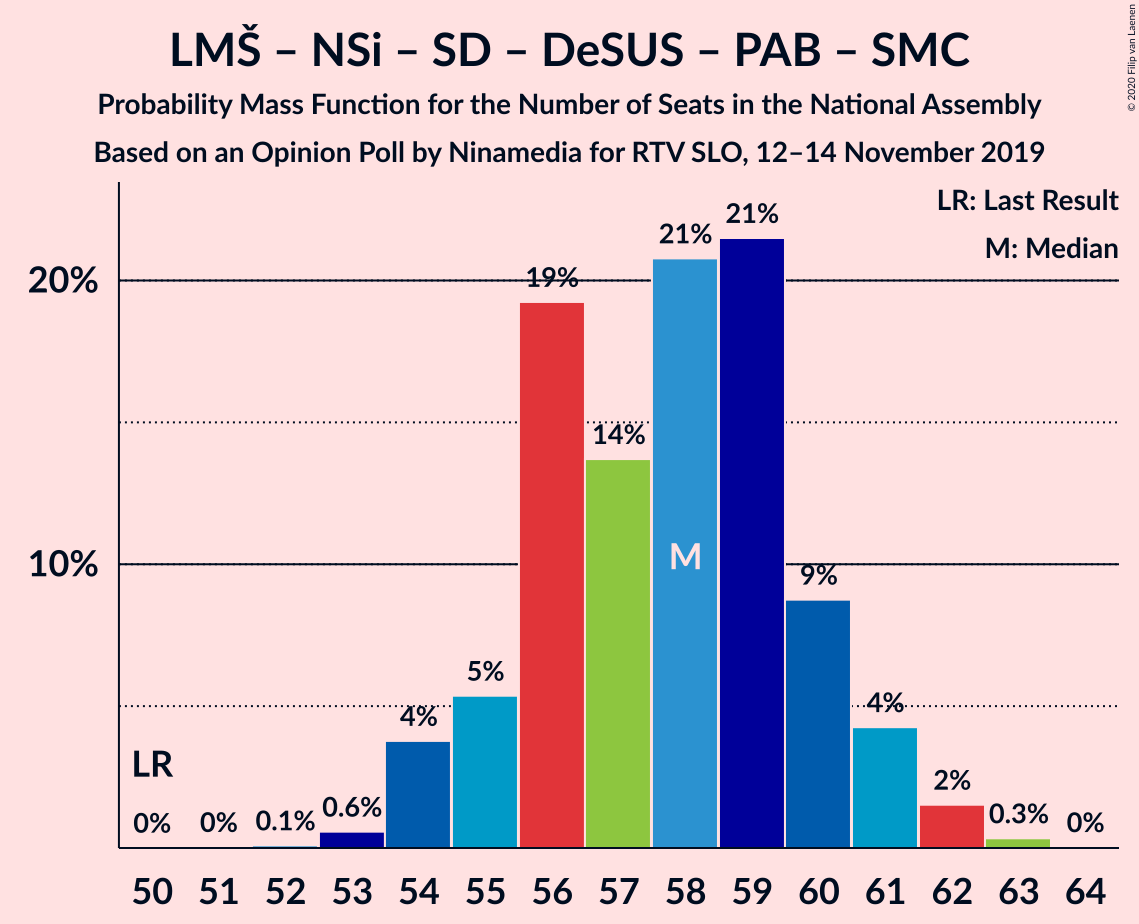 LMŠ – NSi – SD – DeSUS – PAB – SMC
Probability Mass Function for the Number of Seats in the National Assembly
Based on an Opinion Poll by Ninamedia for RTV SLO, 12–14 November 2019
© 2020 Filip van Laenen
LR: Last Result
M: Median
20%
10%
LR
0%
0%
0.1%
0.6%
4%
5%
19%
14%
21%
M
21%
9%
4%
2%
0.3%
0%
50 51 52 53 54 55 56 57 58 59 60 61 62 63 64